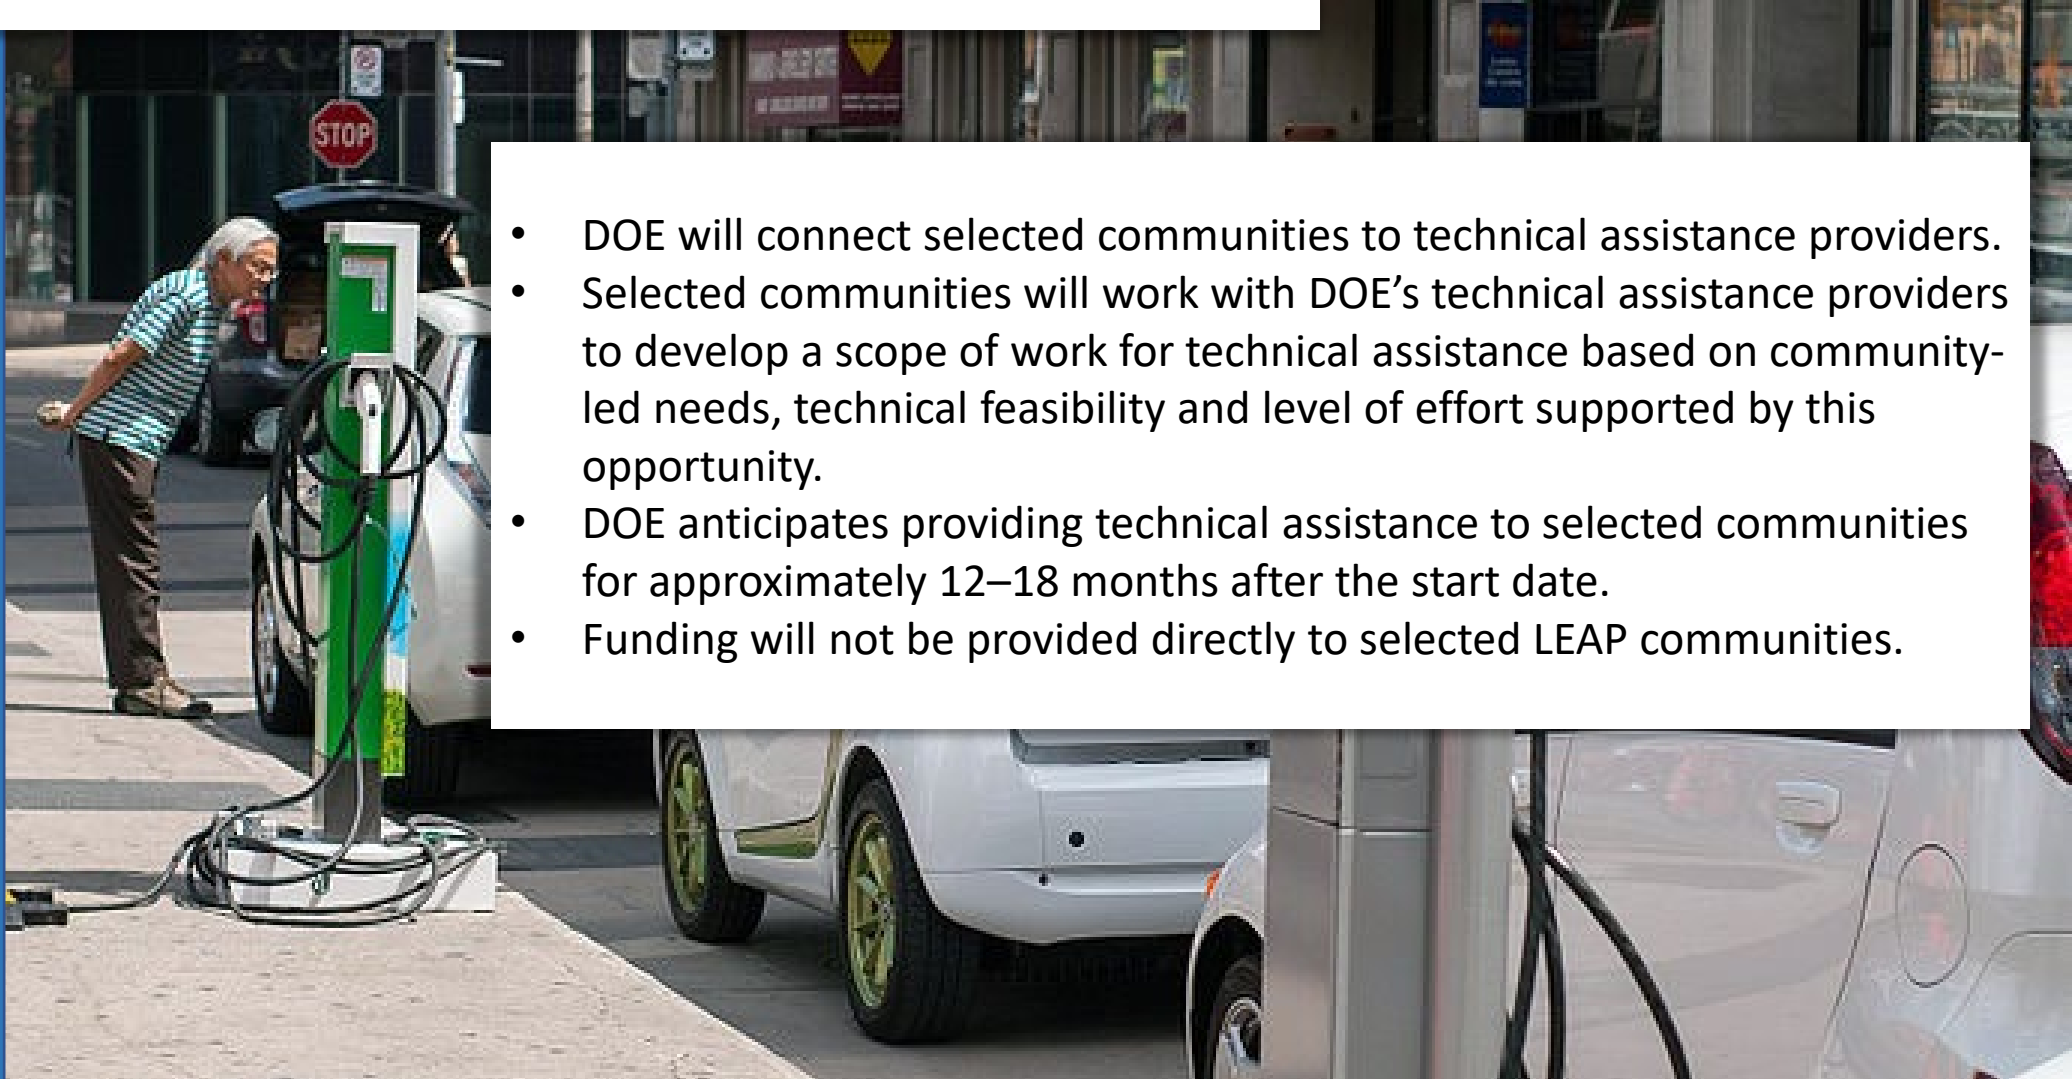 STOP
• DOE will connect selected communities to technical assistance providers.
• Selected communities will work with DOE’s technical assistance providers
to develop a scope of work for technical assistance based on community-
led needs, technical feasibility and level of effort supported by this
opportunity.
• DOE anticipates providing technical assistance to selected communities
for approximately 12–18 months after the start date.
• Funding will not be provided directly to selected LEAP communities.